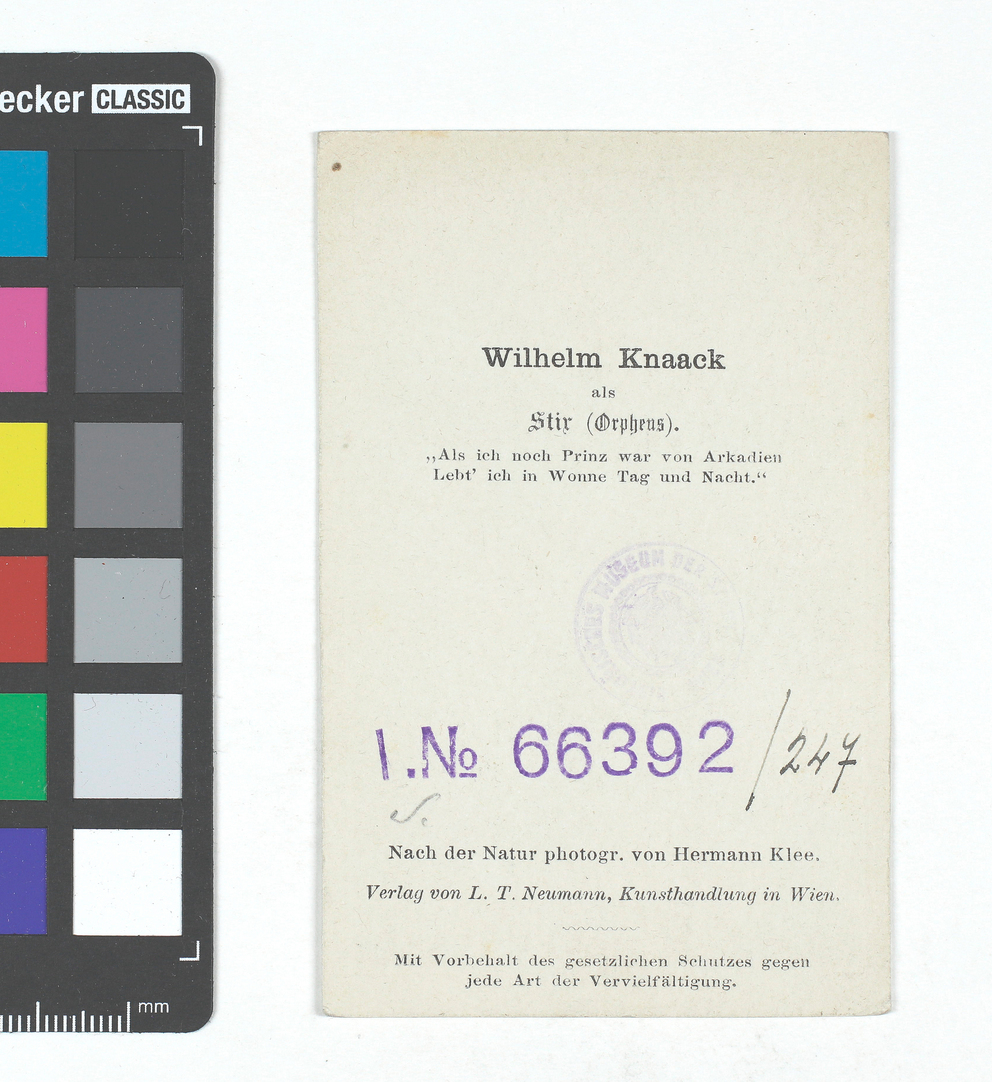 ecker CLASSIC
Wilhelm Knaack
als
Stix (Orpheus).
„Als ich noch Prinz war von Arkadien
Lebt' ich in Wonne Tag und Nacht.“
MUSEUM DER
I.No 66392/247
Nach der Natur photogr. von Hermann Klee.
Verlag von L. T. Neumann, Kunsthandlung in Wien.
Mit Vorbehalt des gesetzlichen Schutzes gegen
jede Art der Vervielfältigung.
mm